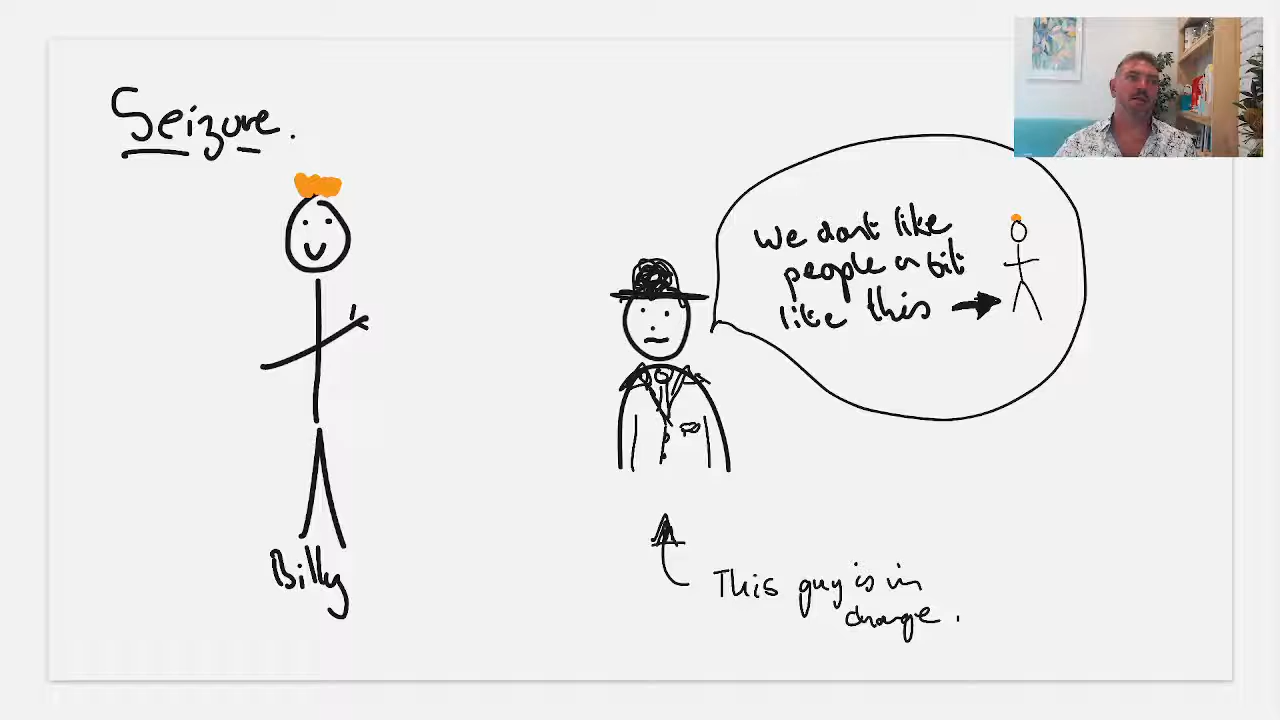 Seizure.
We dont like
people a bit
like this
Billy
This guy is in
charge.